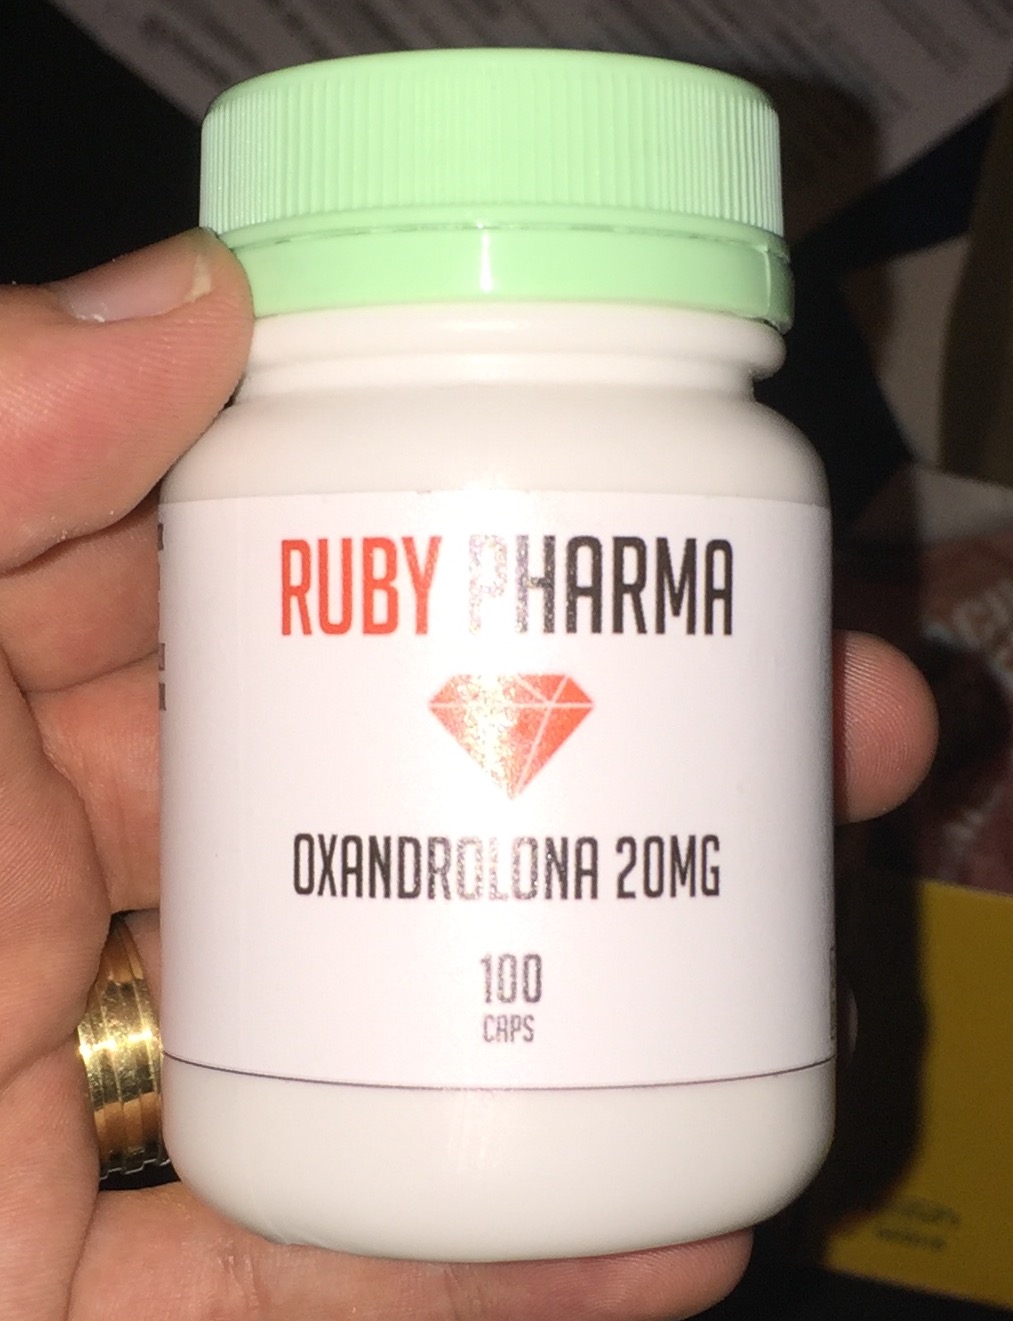 RUBY PHARMA
OXANDROLONA 20MG
100
CAPS